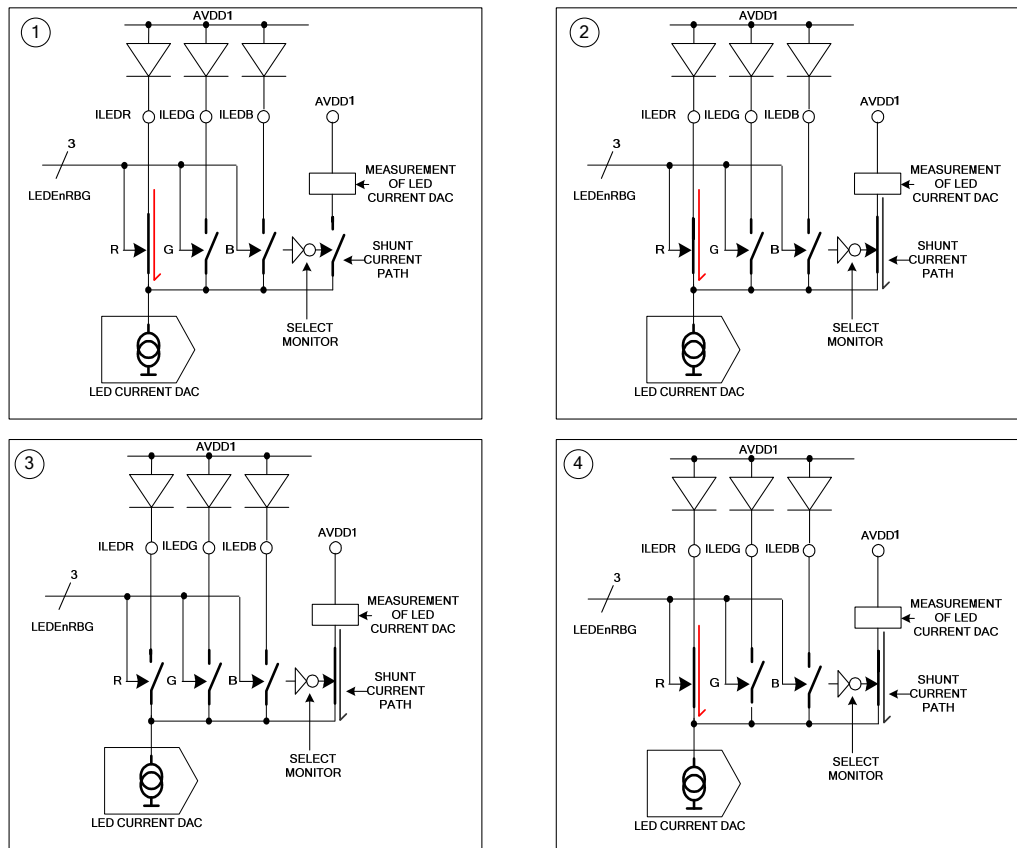 1
AVDD1
ILEDR
ILEDG
ILEDB
AVDD1
3
LEDEnRBG
MEASUREMENT
OF LED
CURRENT DAC
R
G
B
SHUNT
CURRENT
PATH
SELECT
MONITOR
LED CURRENT DAC
2
AVDD1
ILEDR
ILEDG
ILEDB
AVDD1
3
LEDEnRBG
MEASUREMENT
OF LED
CURRENT DAC
R
G
B
SHUNT
CURRENT
PATH
SELECT
MONITOR
LED CURRENT DAC
3
AVDD1
ILEDR
ILEDG
ILEDB
AVDD1
3
LEDEnRBG
MEASUREMENT
OF LED
CURRENT DAC
R
G
B
SHUNT
CURRENT
PATH
SELECT
MONITOR
LED CURRENT DAC
4
AVDD1
ILEDR
ILEDG
ILEDB
AVDD1
3
LEDEnRBG
MEASUREMENT
OF LED
CURRENT DAC
R
G
B
SHUNT
CURRENT
PATH
SELECT
MONITOR
LED CURRENT DAC